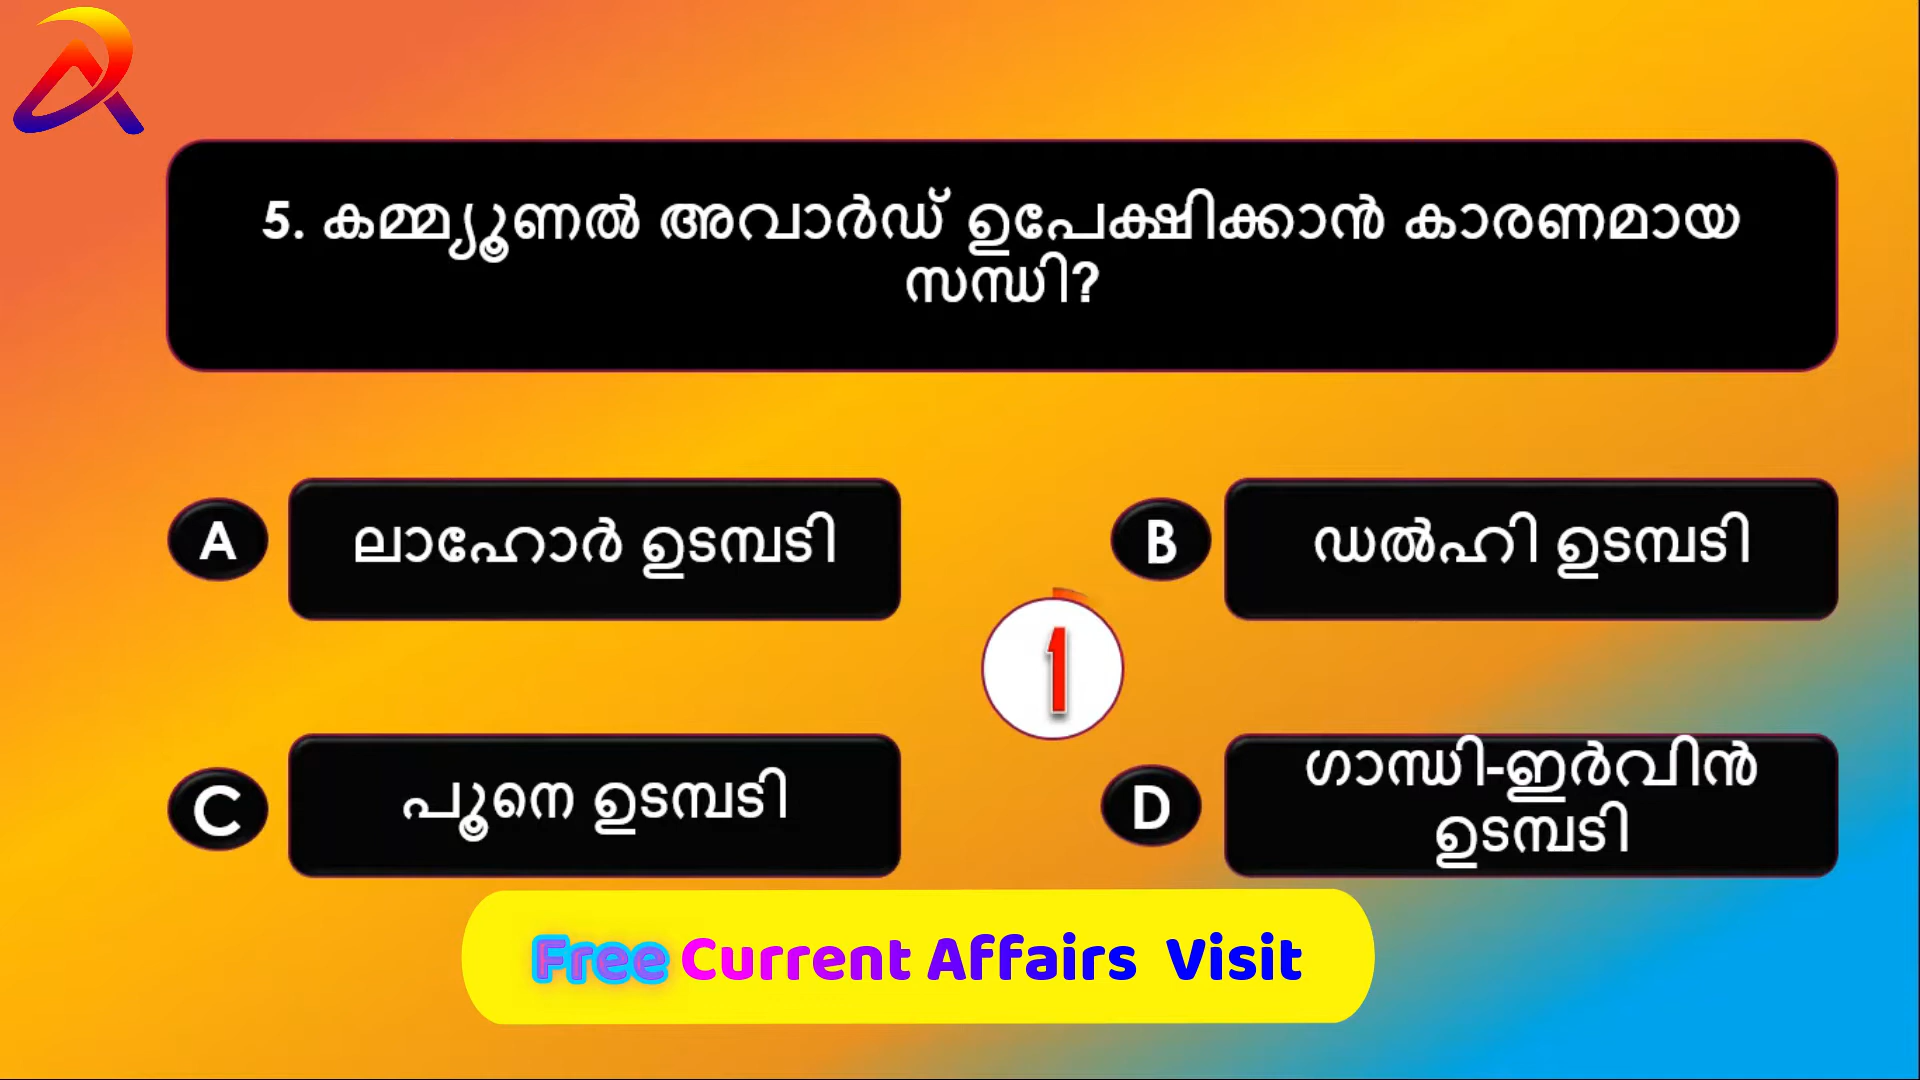 5. കമ്മ്യൂണൽ അവാർഡ് ഉപേക്ഷിക്കാൻ കാരണമായ
സന്ധി?
A ലാഹോർ ഉടമ്പടി
B ഡൽഹി ഉടമ്പടി
1
C പൂനെ ഉടമ്പടി
D ഗാന്ധി-ഇർവിൻ
ഉടമ്പടി
Free Current Affairs Visit